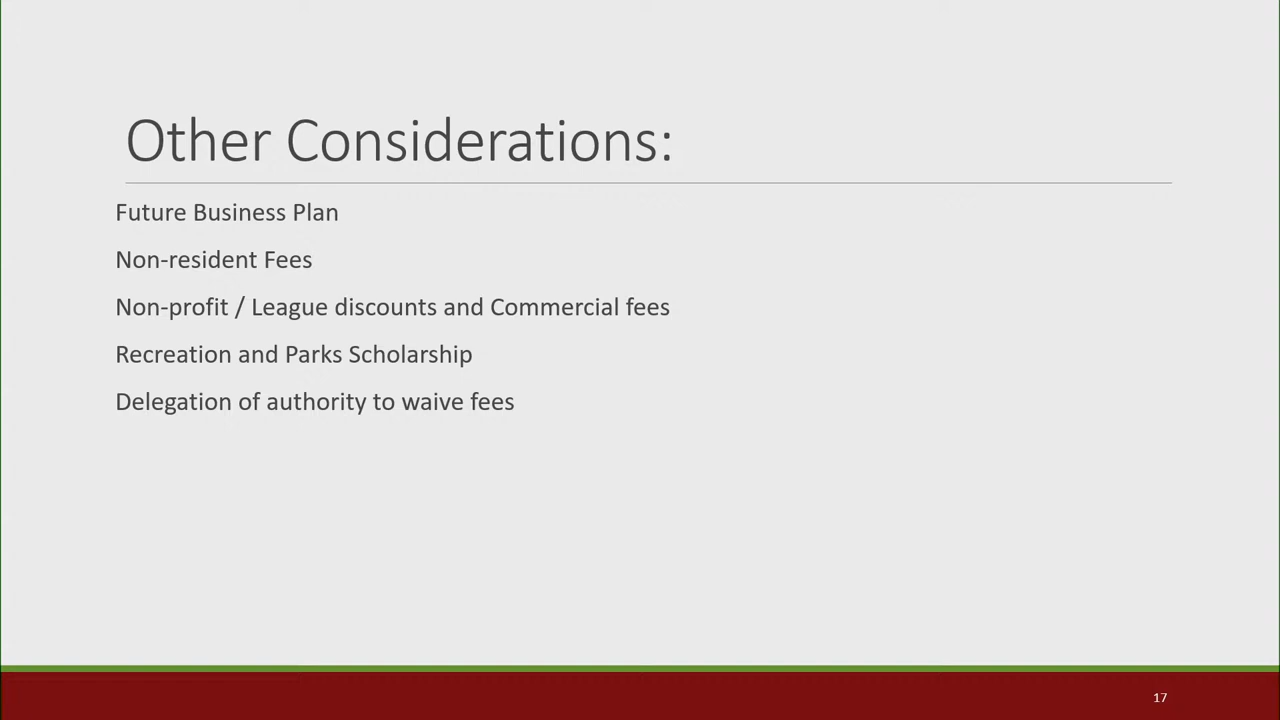 Other Considerations:
Future Business Plan
Non-resident Fees
Non-profit / League discounts and Commercial fees
Recreation and Parks Scholarship
Delegation of authority to waive fees
17